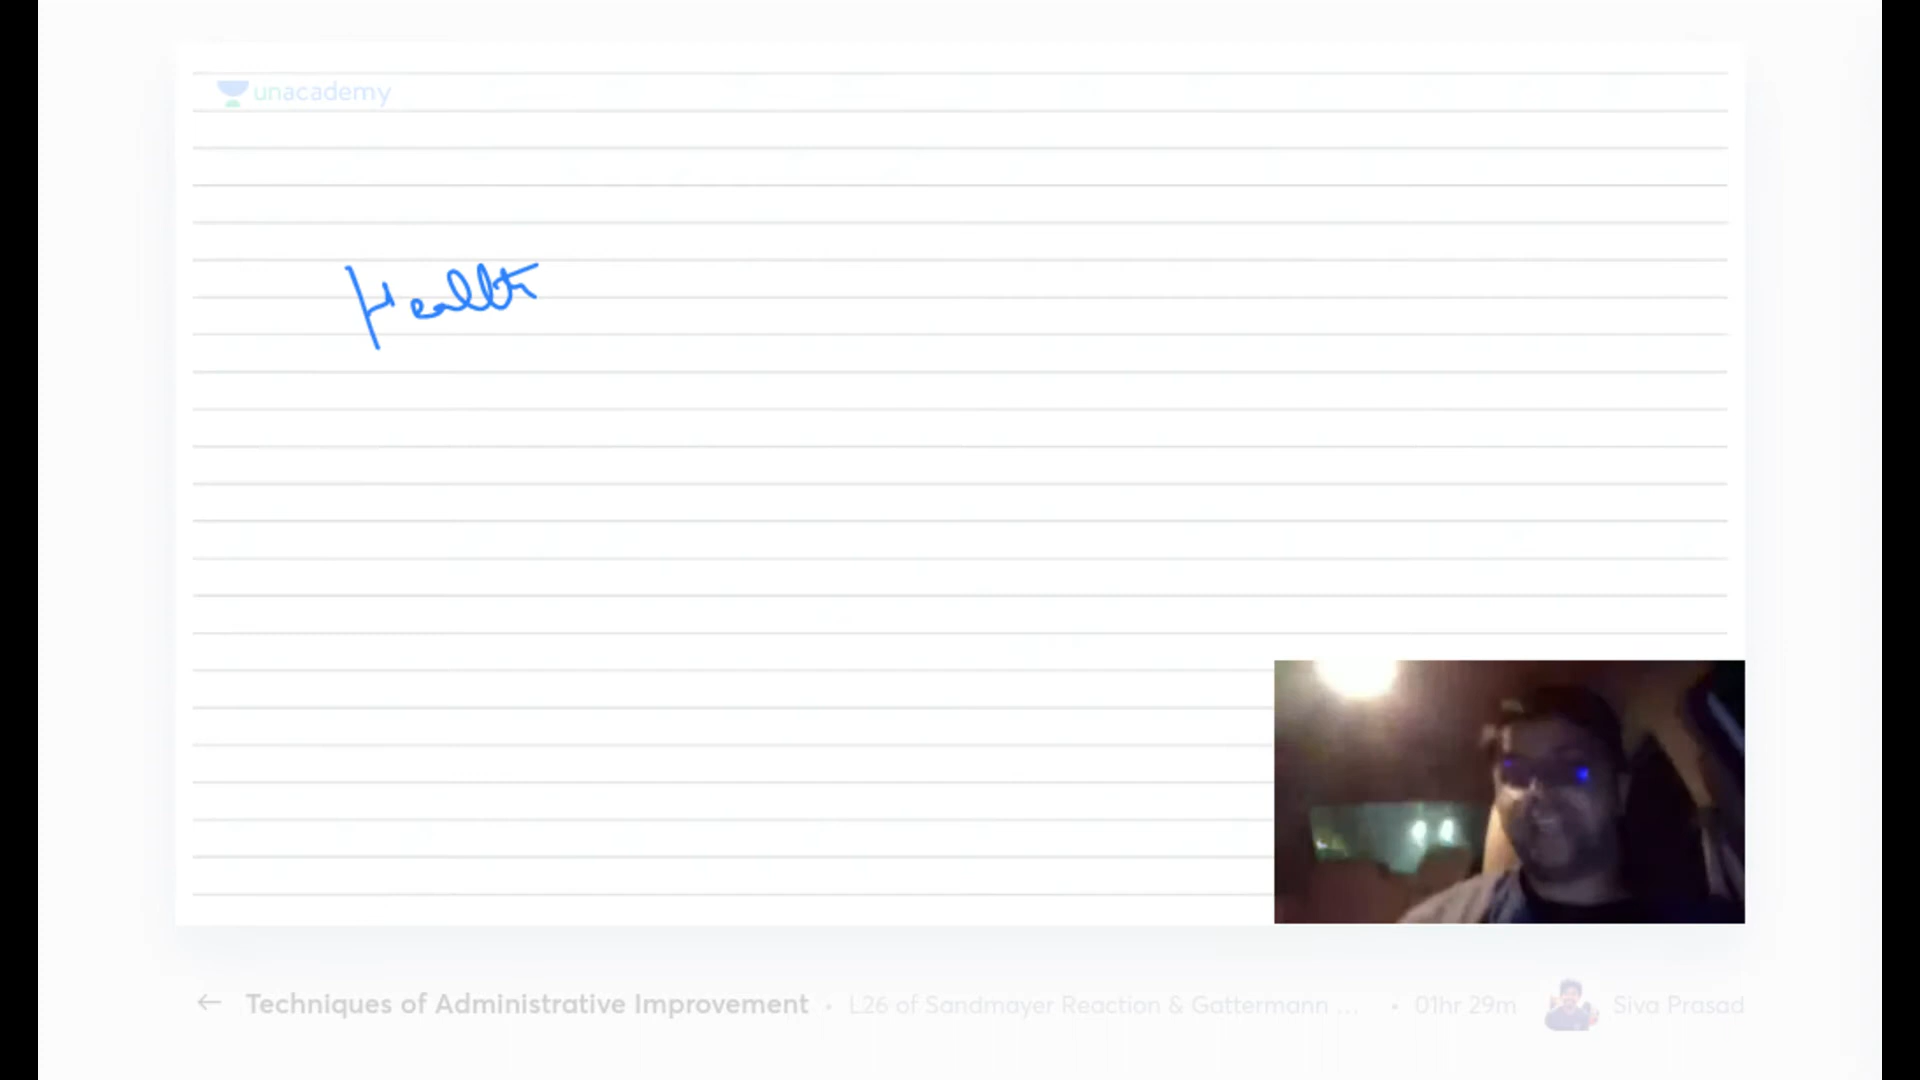 unacademy
Health
← Techniques of Administrative Improvement • L26 of Sandmayer Reaction & Gattermann ... • 01hr 29m Siva Prasad